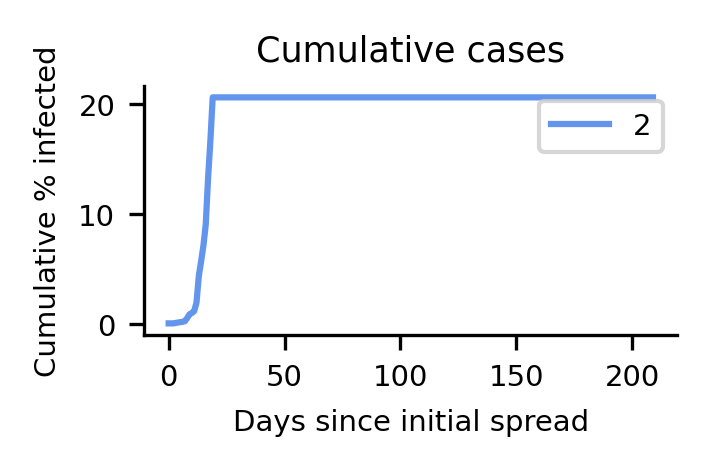 Cumulative cases
Cumulative % infected
20
10
0
2
0 50 100 150 200
Days since initial spread